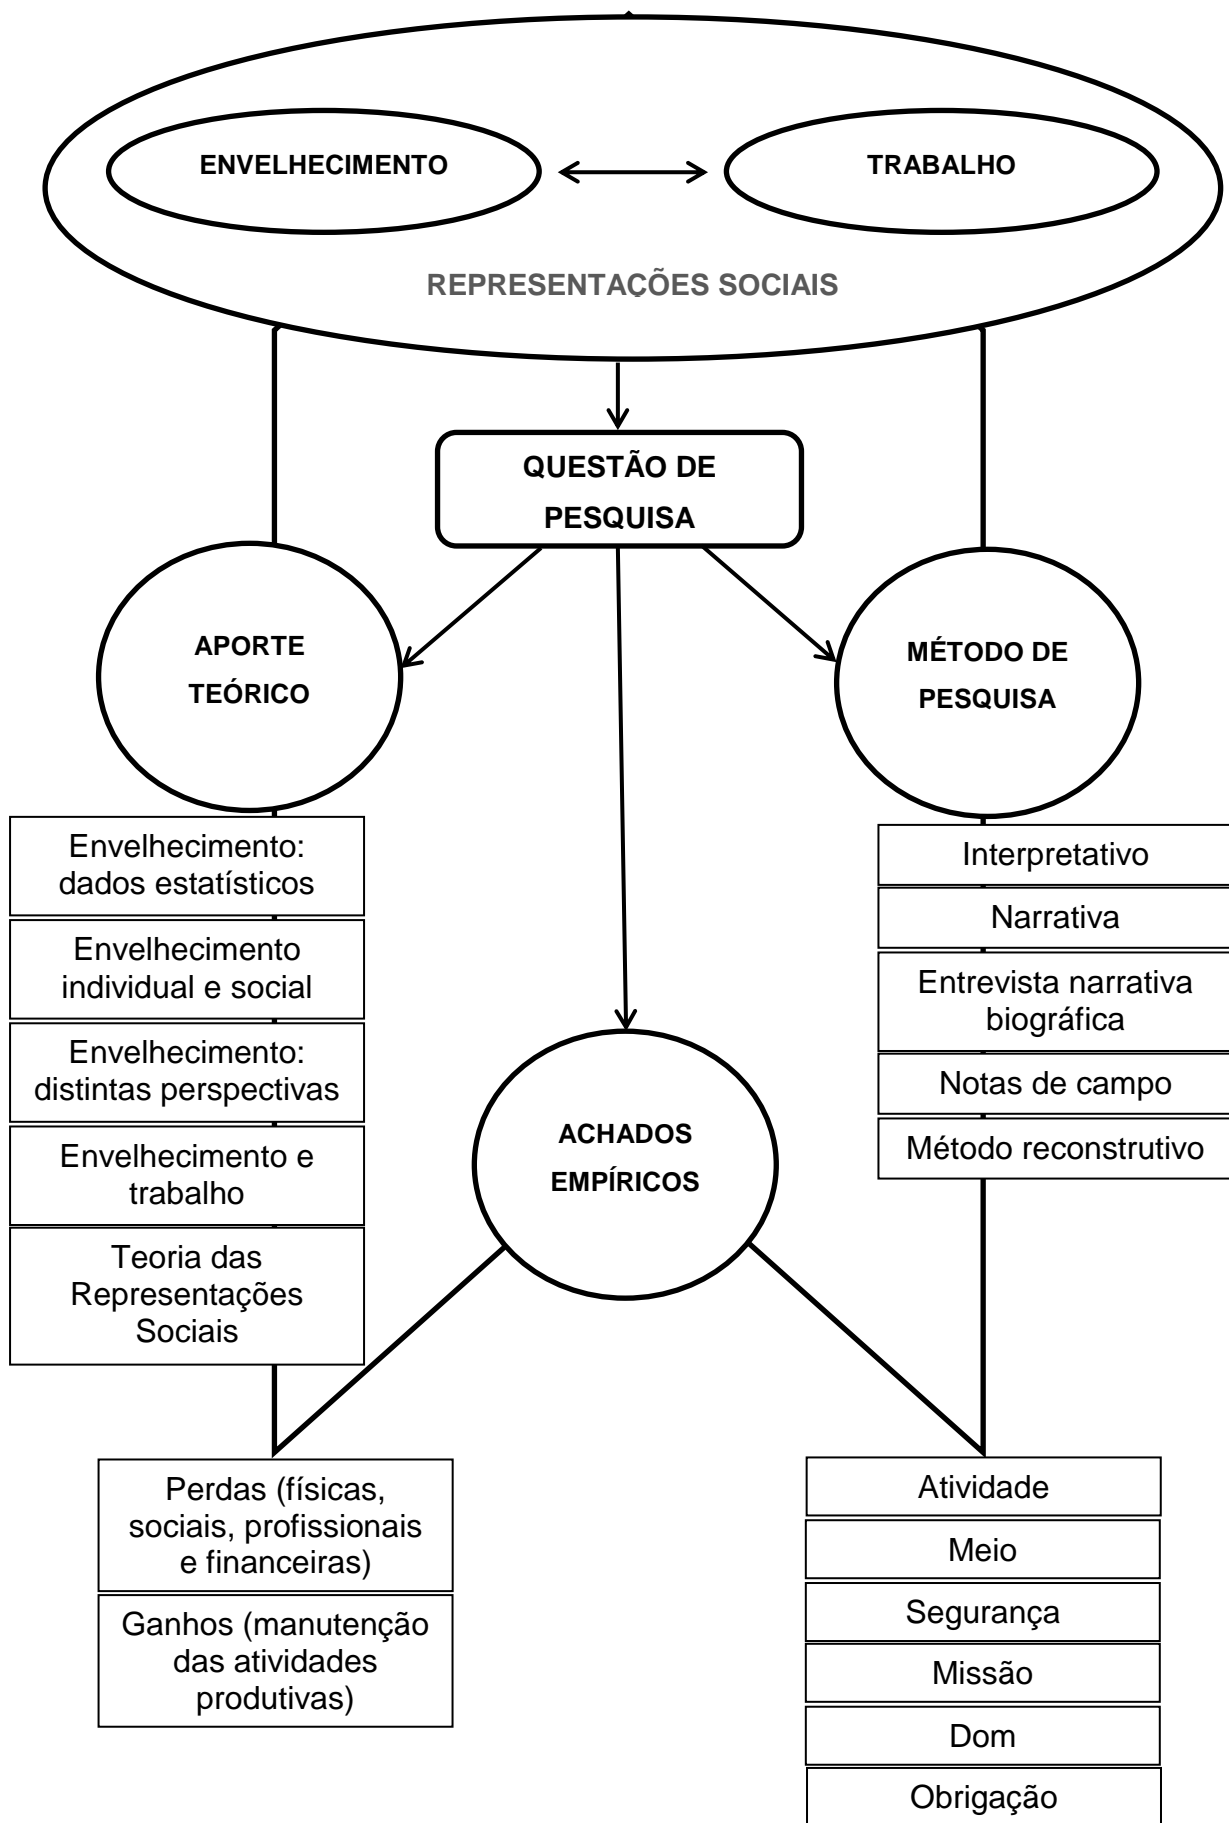 ENVELHECIMENTO
TRABALHO
REPRESENTAÇÕES SOCIAIS
QUESTÃO DE
PESQUISA
APORTE
TEÓRICO
MÉTODO DE
PESQUISA
Envelhecimento:
dados estatísticos
Envelhecimento
individual e social
Envelhecimento:
distintas perspectivas
Envelhecimento e
trabalho
Teoria das
Representações
Sociais
Interpretativo
Narrativa
Entrevista narrativa
biográfica
Notas de campo
Método reconstrutivo
ACHADOS
EMPÍRICOS
Perdas (físicas,
sociais, profissionais
e financeiras)
Ganhos (manutenção
das atividades
produtivas)
Atividade
Meio
Segurança
Missão
Dom
Obrigação